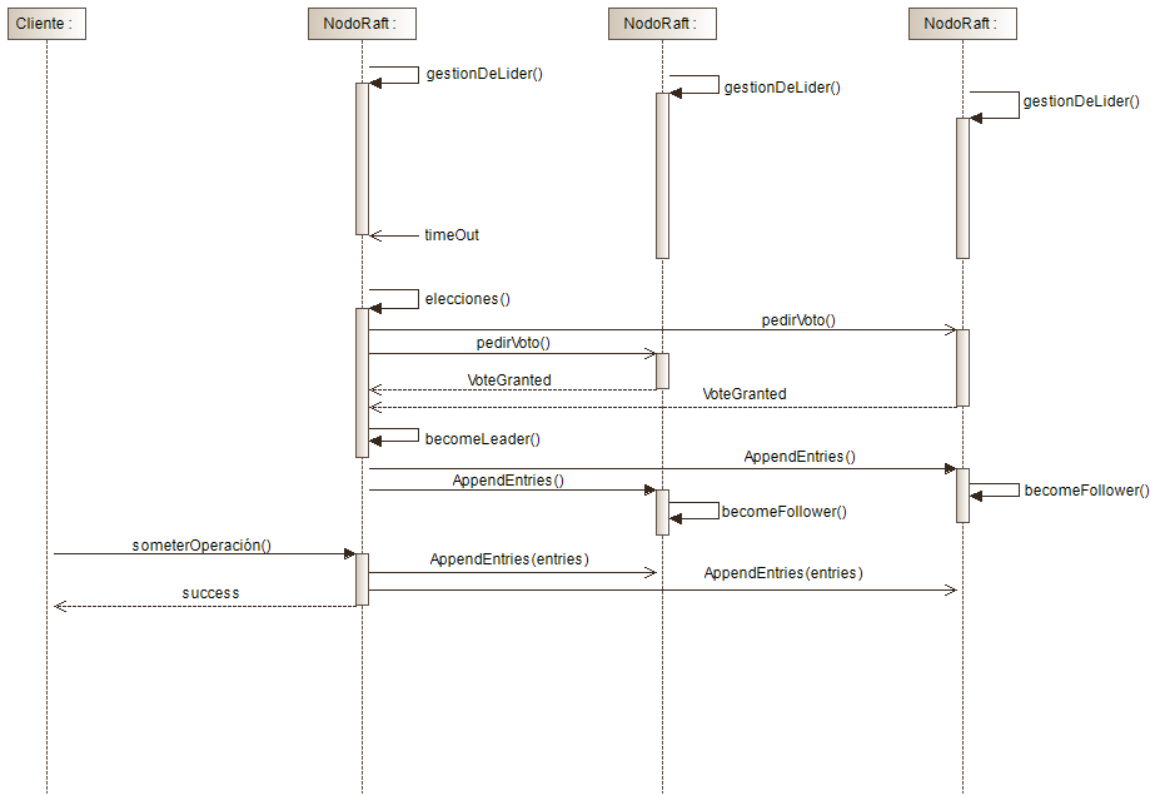 Cliente :
NodoRaft :
NodoRaft :
NodoRaft :
gestionDeLider()
gestionDeLider()
gestionDeLider()
timeOut
elecciones()
pedirVoto()
pedirVoto()
VoteGranted
VoteGranted
becomeLeader()
AppendEntries()
AppendEntries()
becomeFollower()
becomeFollower()
someterOperación()
AppendEntries(entries)
AppendEntries(entries)
success